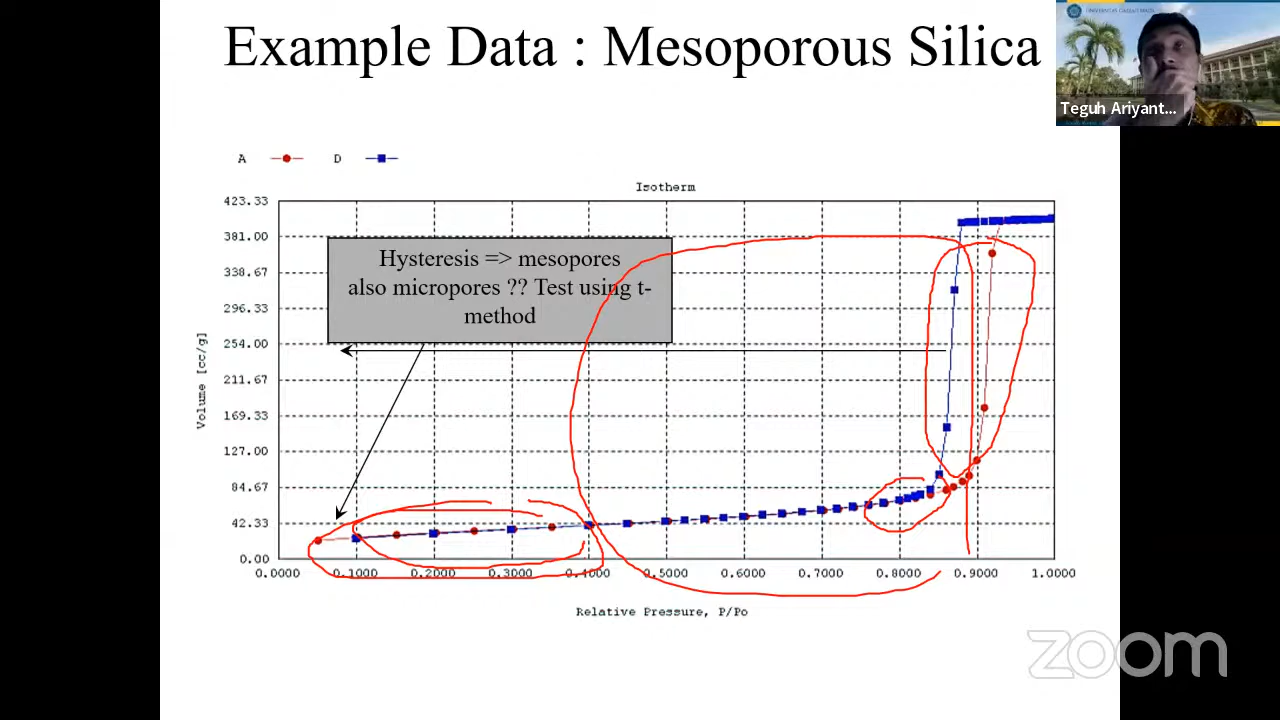 Example Data : Mesoporous Silica
Teguh Ariyant...
A D
Isotherm
423.33
381.00
338.67
296.33
254.00
211.67
169.33
127.00
84.67
42.33
0.00
Volume [cc/g]
Hysteresis => mesopores
also micropores ?? Test using t-
method
0.0000 0.1000 0.2000 0.3000 0.4000 0.5000 0.6000 0.7000 0.8000 0.9000 1.0000
Relative Pressure, P/Po
zoom